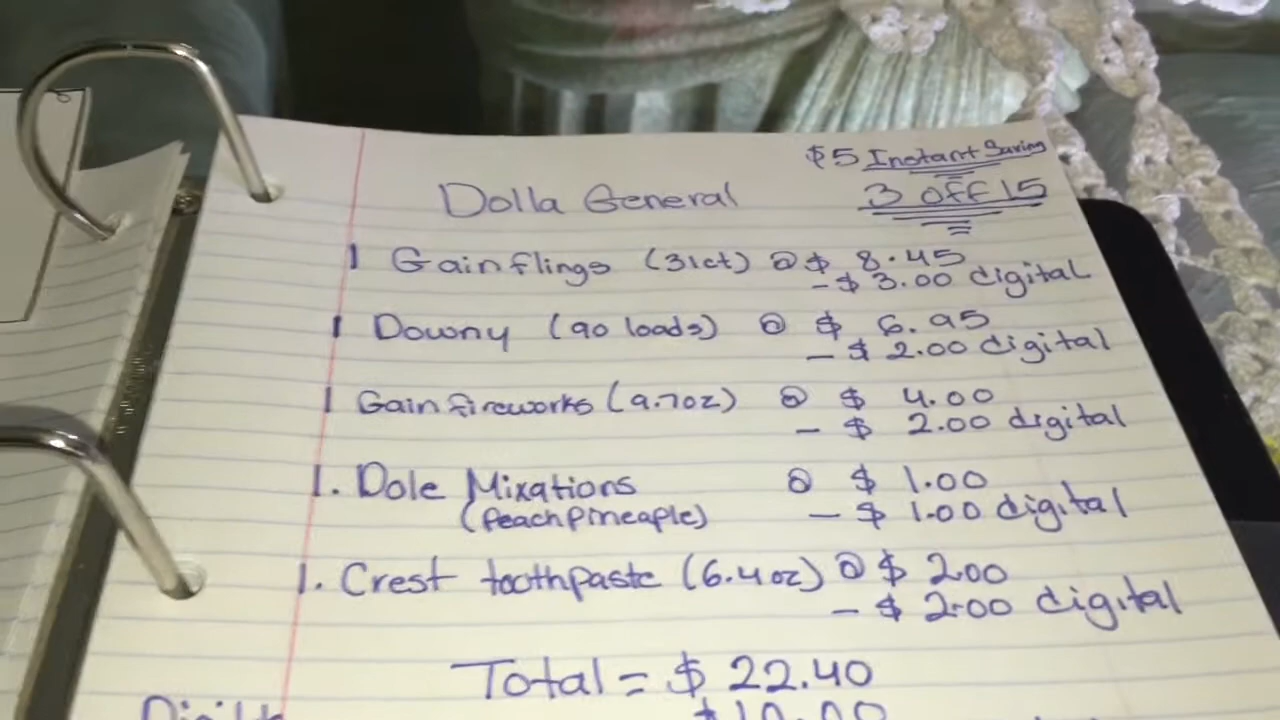 $5 Instant Saving
Dolla General 3 off 15
1 Gain flings (31ct) @ $ 8.45
- $ 3.00 digital
1 Downy (90 loads) @ $ 6.95
- $ 2.00 digital
1 Gain fireworks (9.7oz) @ $ 4.00
- $ 2.00 digital
1. Dole Mixations @ $ 1.00
(Peach Pineaple) - $ 1.00 digital
1. Crest toothpaste (6.4oz) @ $ 2.00
- $ 2.00 digital
Total = $ 22.40
$10.00